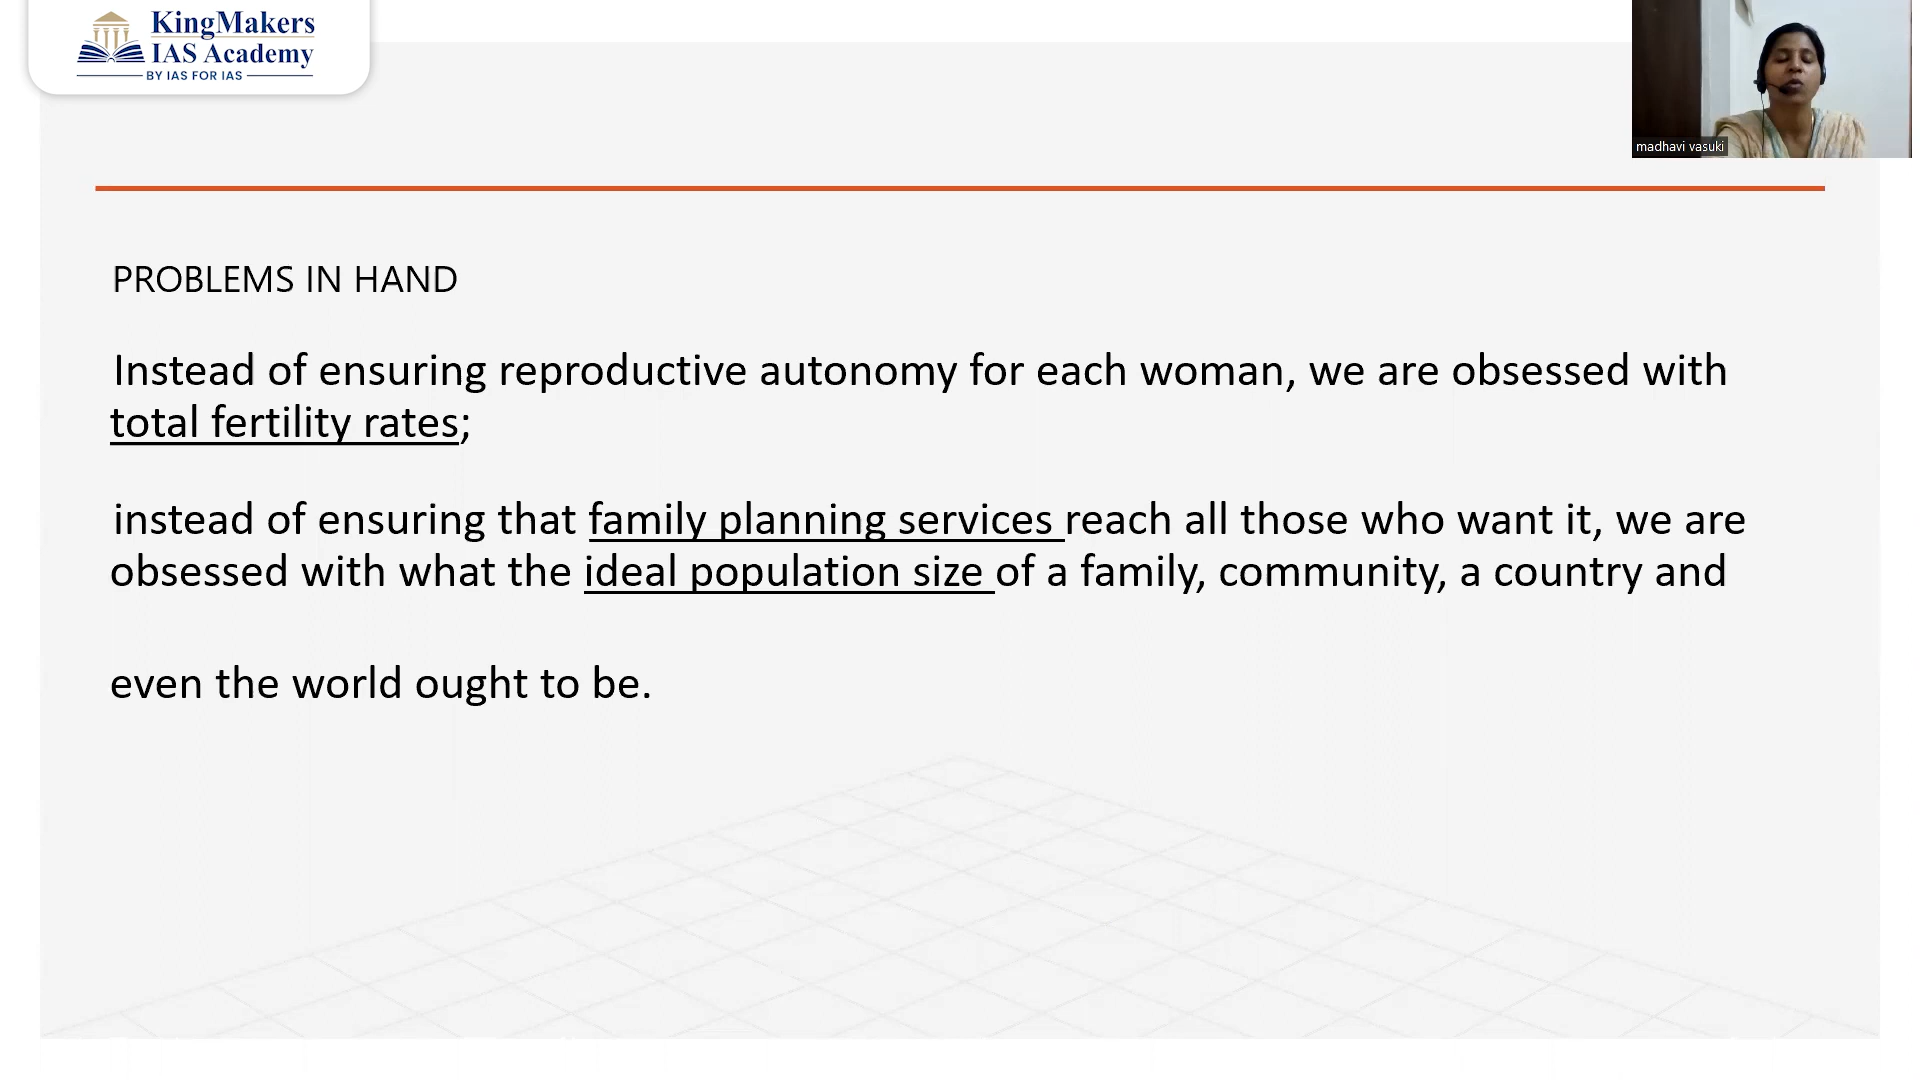 KingMakers
IAS Academy
BY IAS FOR IAS
madhavi vasuki
PROBLEMS IN HAND
Instead of ensuring reproductive autonomy for each woman, we are obsessed with
total fertility rates;
instead of ensuring that family planning services reach all those who want it, we are
obsessed with what the ideal population size of a family, community, a country and
even the world ought to be.